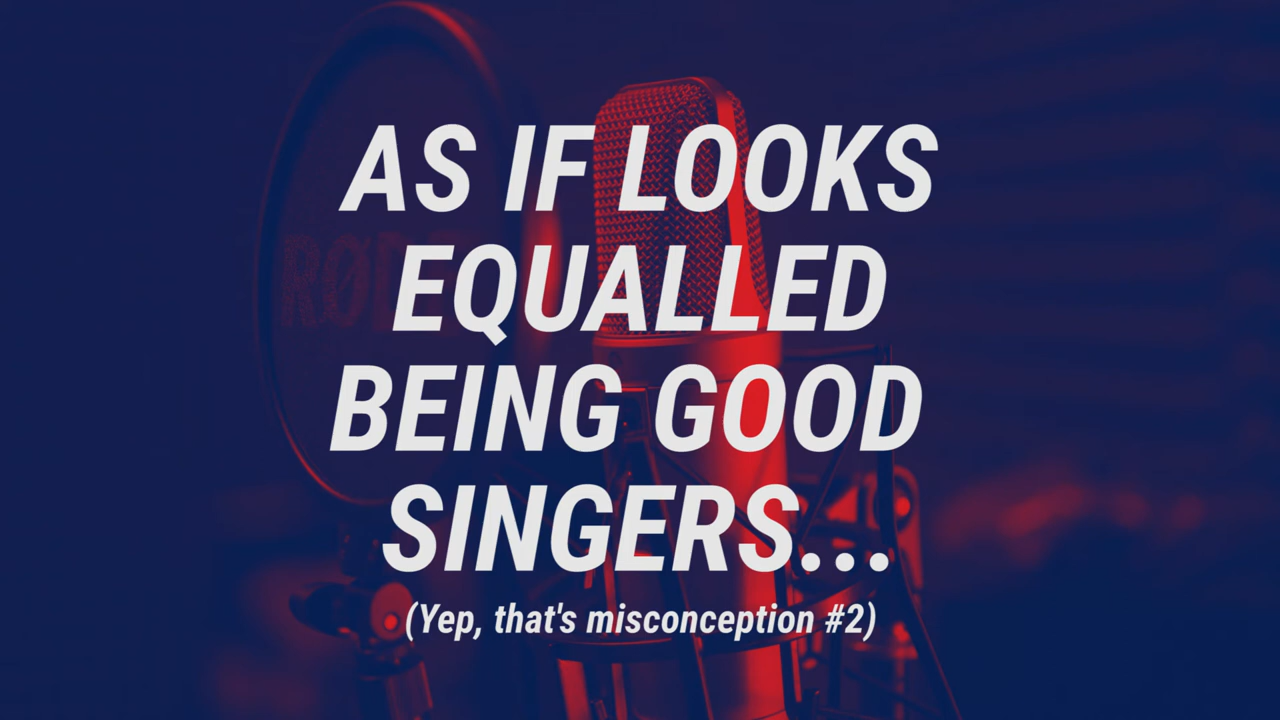 AS IF LOOKS
EQUALLED
BEING GOOD
SINGERS...
(Yep, that's misconception #2)